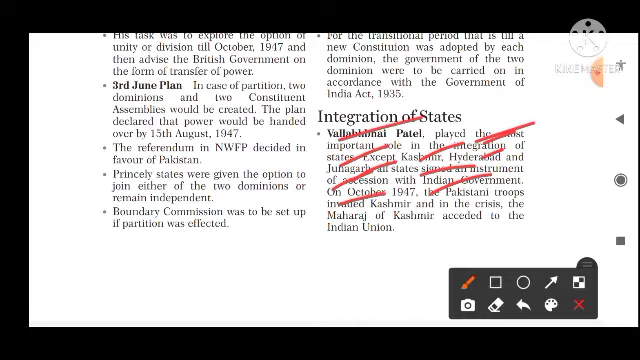 His task was to explore the option of
unity or division till October, 1947 and
then advise the British Government on
the form of transfer of power.
3rd June Plan In case of partition, two
dominions and two Constituent
Assemblies would be created. The plan
declared that power would be handed
over by 15th August, 1947.
The referendum in NWFP decided in
favour of Pakistan.
Princely states were given the option to
join either of the two dominions or
remain independent.
Boundary Commission was to be set up
if partition was effected.
For the transitional period that is till a
new Constituion was adopted by each
dominion, the government of the two
dominion were to be carried on in
accordance with the Government of
India Act, 1935.
Integration of States
Vallabhbhai Patel, played the most
important role in the integration of
states. Except Kashmir, Hyderabad and
Junagarh all states signed an instrument
of accession with Indian Government.
On October 1947, the Pakistani troops
invaded Kashmir and in the crisis, the
Maharaj of Kashmir acceded to the
Indian Union.
KINEMASTER